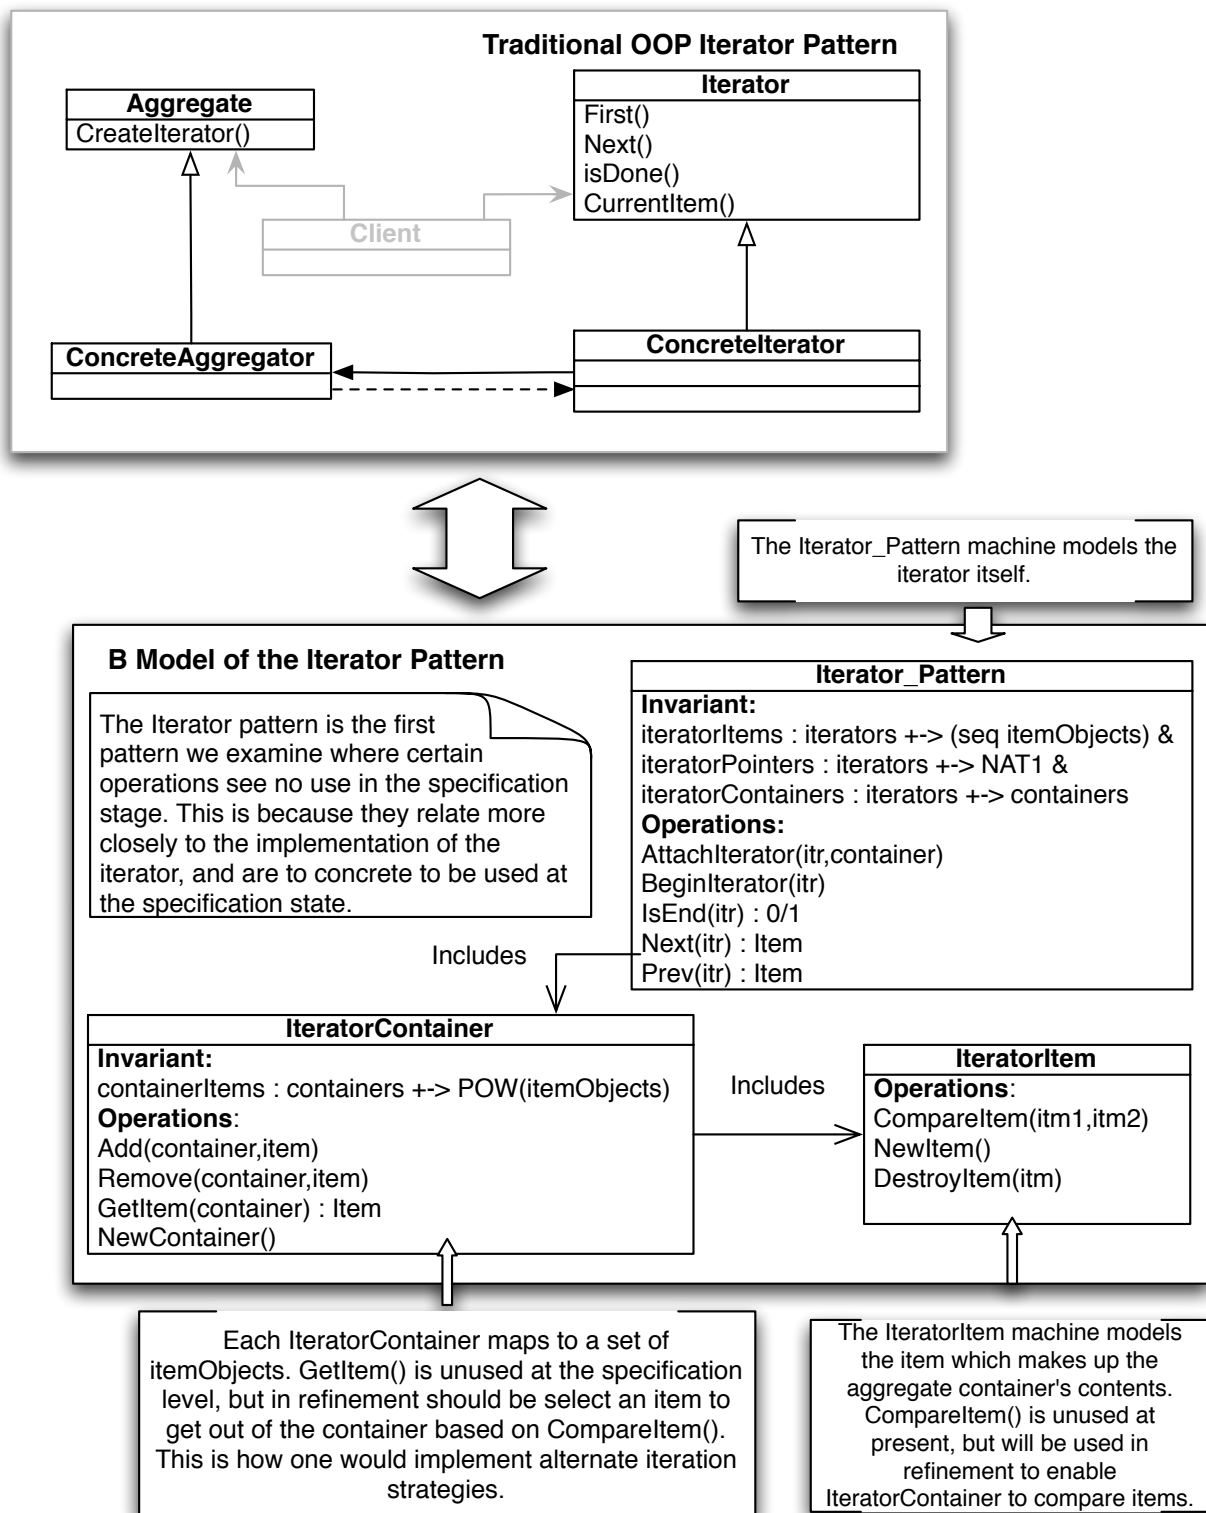 Traditional OOP Iterator Pattern
Aggregate
CreateIterator()
Iterator
First()
Next()
isDone()
CurrentItem()
Client
ConcreteAggregator
ConcreteIterator
The Iterator_Pattern machine models the
iterator itself.
B Model of the Iterator Pattern
The Iterator pattern is the first
pattern we examine where certain
operations see no use in the specification
stage. This is because they relate more
closely to the implementation of the
iterator, and are to concrete to be used at
the specification state.
Iterator_Pattern
Invariant:
iteratorItems : iterators +-> (seq itemObjects) &
iteratorPointers : iterators +-> NAT1 &
iteratorContainers : iterators +-> containers
Operations:
AttachIterator(itr,container)
BeginIterator(itr)
IsEnd(itr) : 0/1
Next(itr) : Item
Prev(itr) : Item
Includes
IteratorContainer
Invariant:
containerItems : containers +-> POW(itemObjects)
Operations:
Add(container,item)
Remove(container,item)
GetItem(container) : Item
NewContainer()
Includes
IteratorItem
Operations:
CompareItem(itm1,itm2)
NewItem()
DestroyItem(itm)
Each IteratorContainer maps to a set of
itemObjects. GetItem() is unused at the specification
level, but in refinement should be select an item to
get out of the container based on CompareItem().
This is how one would implement alternate iteration
strategies.
The IteratorItem machine models
the item which makes up the
aggregate container's contents.
CompareItem() is unused at
present, but will be used in
refinement to enable
IteratorContainer to compare items.